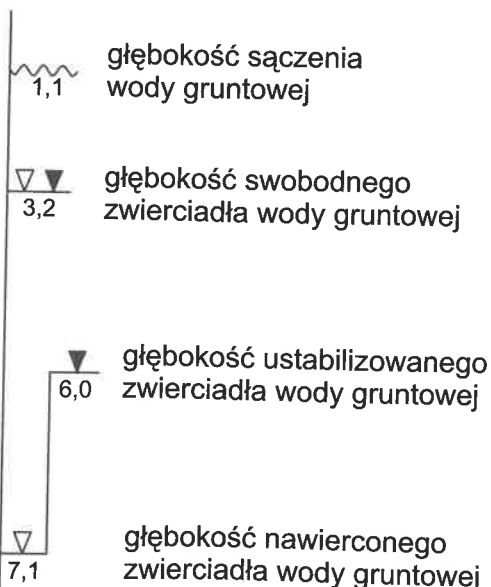 głębokość sączenia
1,1
wody gruntowej
głębokość swobodnego
3,2
zwierciadła wody gruntowej
głębokość ustabilizowanego
6,0
zwierciadła wody gruntowej
głębokość nawierconego
7,1
zwierciadła wody gruntowej